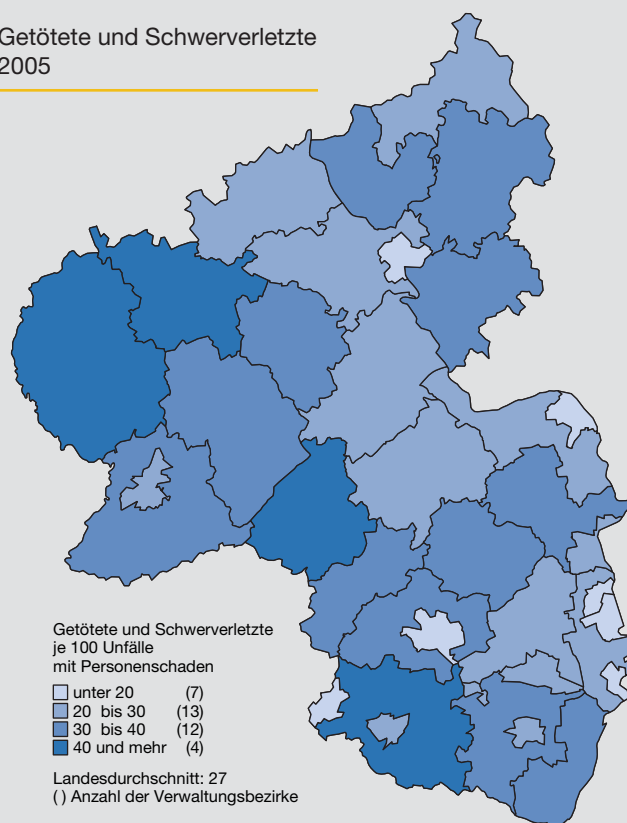 Getötete und Schwerverletzte
2005
Getötete und Schwerverletzte
je 100 Unfälle
mit Personenschaden
unter 20 (7)
20 bis 30 (13)
30 bis 40 (12)
40 und mehr (4)
Landesdurchschnitt: 27
( ) Anzahl der Verwaltungsbezirke